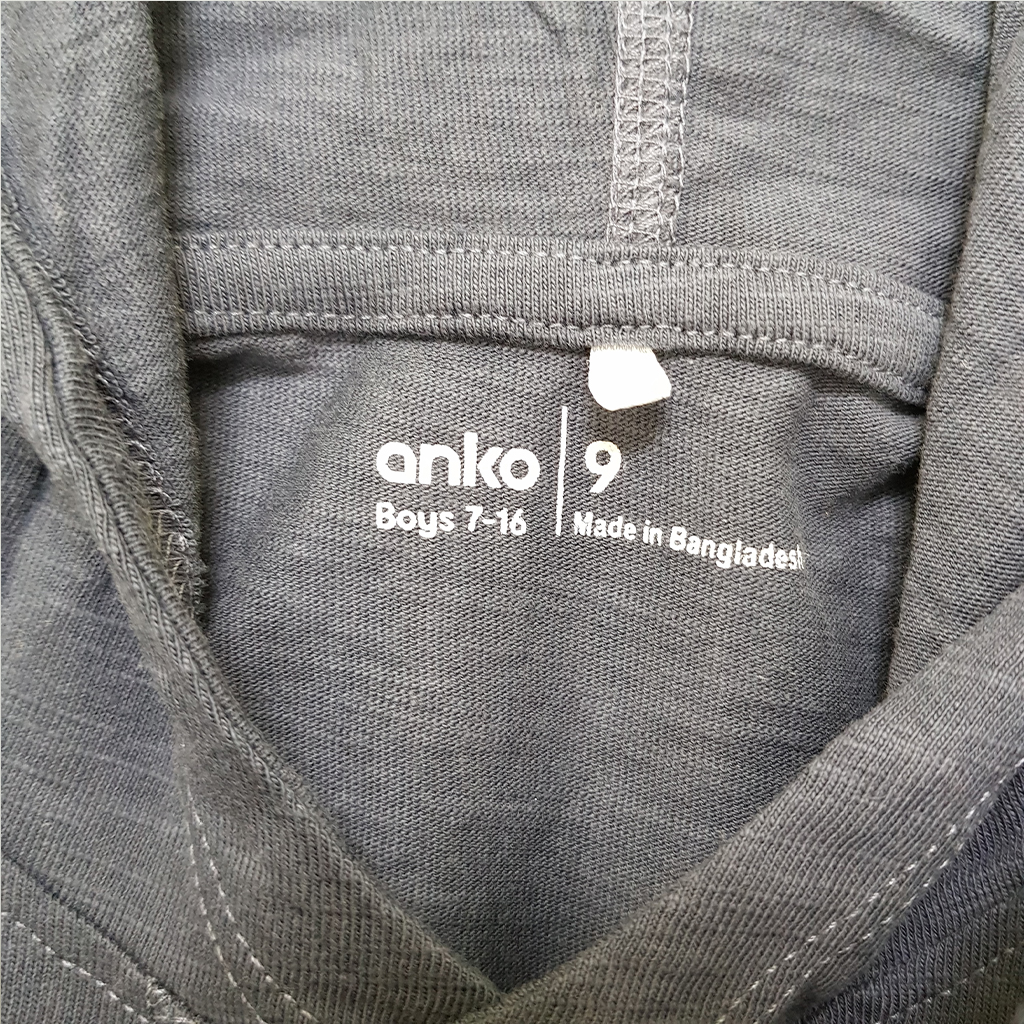 anko | 9
Boys 7-16
Made in Bangladesh